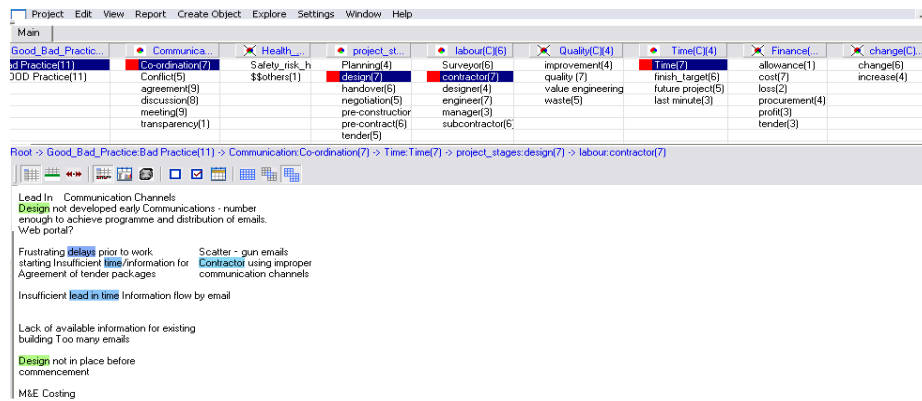 Project Edit View Report Create Object Explore Settings Window Help
Main
Good_Bad_Practic... Communica... Health_... project_st... labour(C)(6) Quality(C)(4) Time(C)(4) Finance(... change(C)
ad Practice(11) Co-ordination(7) Safety_risk_h Planning(4) Surveyor(6) improvement(4) Time(7) allowance(1) change(6)
OOD Practice(11) Conflict(5) $$others(1) design(7) contractor(7) quality (7) finish_target(6) cost(7) increase(4)
agreement(9) handover(6) designer(4) value engineering future project(5) loss(2)
discussion(8) negotiation(5) engineer(7) waste(5) last minute(3) procurement(4)
meeting(9) pre-constructior manager(3) profit(3)
transparency(1) pre-contract(6) subcontractor(6) tender(3)
tender(5)
Root -> Good_Bad_Practice:Bad Practice(11) -> Communication:Co-ordination(7) -> Time:Time(7) -> project_stages:design(7) -> labour:contractor(7)
Lead In Communication Channels
Design not developed early Communications - number
enough to achieve programme and distribution of emails.
Web portal?
Frustrating delays prior to work Scatter - gun emails
starting Insufficient time/information for Contractor using improper
Agreement of tender packages communication channels
Insufficient lead in time Information flow by email
Lack of available information for existing
building Too many emails
Design not in place before
commencement
M&E Costing